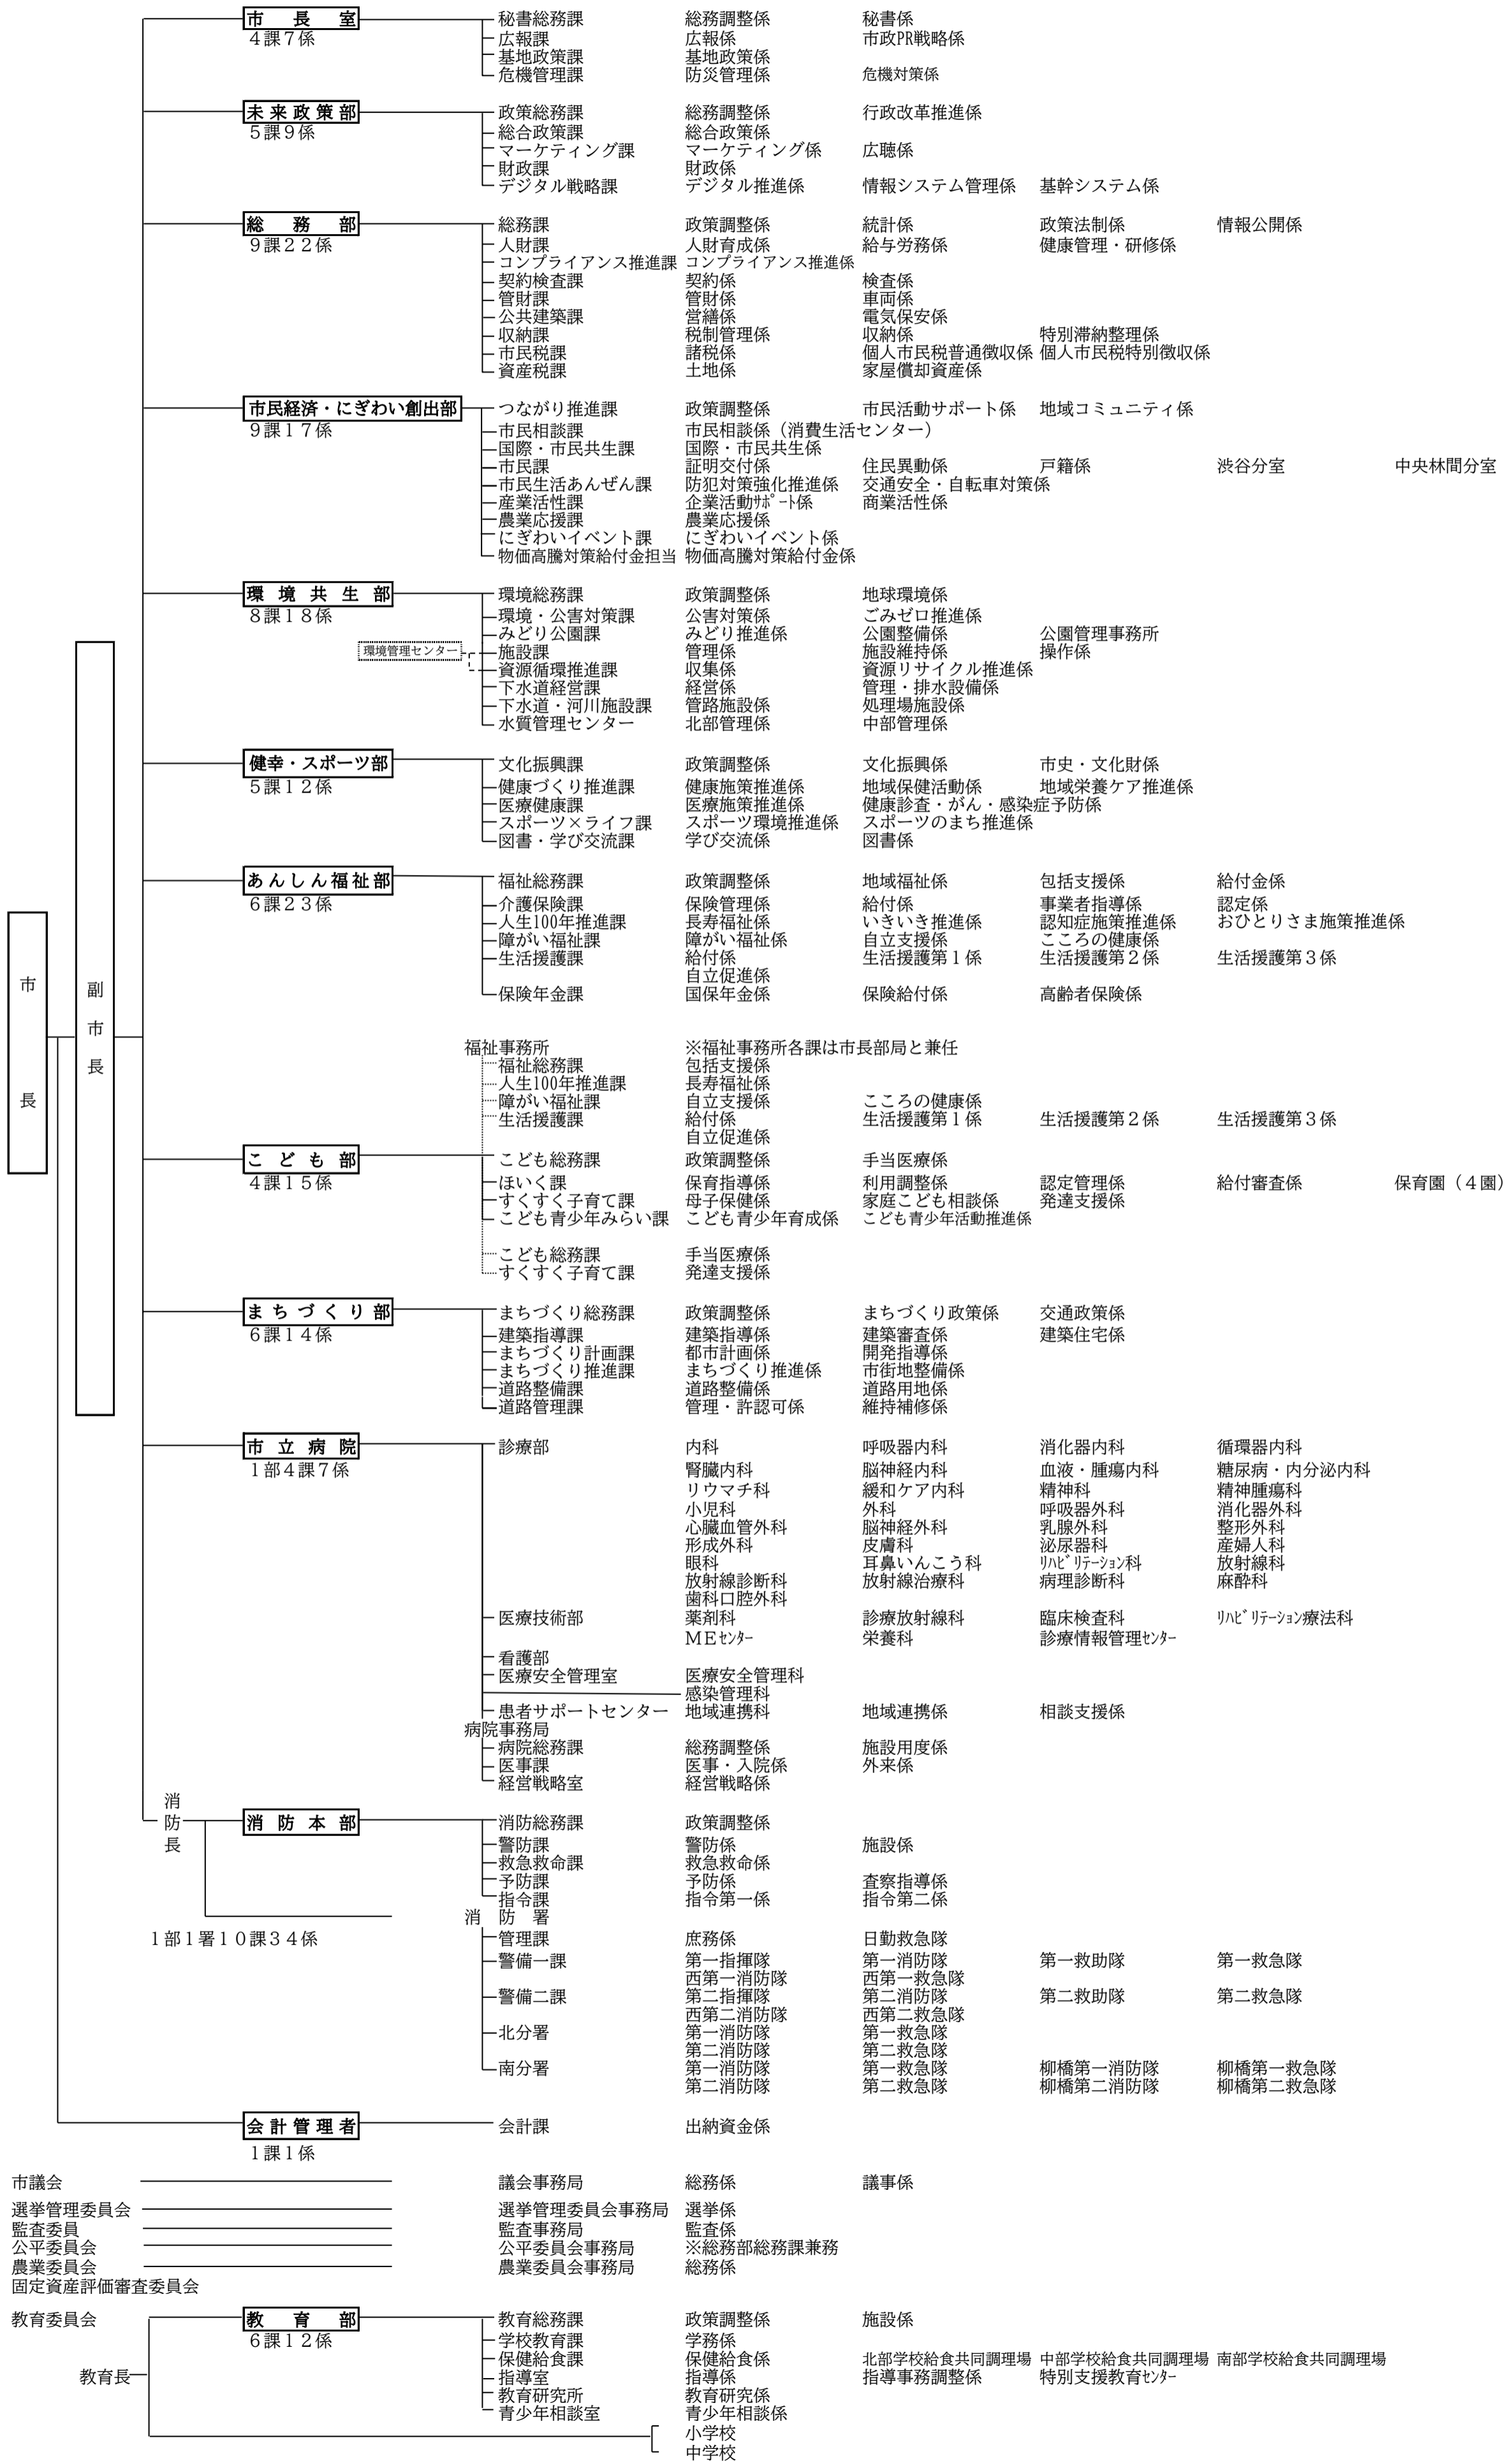 市長室 秘書総務課 総務調整係 秘書係
４課７係 広報課 広報係 市政PR戦略係
基地政策課 基地政策係
危機管理課 防災管理係 危機対策係
未来政策部 政策総務課 総務調整係 行政改革推進係
５課９係 総合政策課 総合政策係
マーケティング課 マーケティング係 広聴係
財政課 財政係
デジタル戦略課 デジタル推進係 情報システム管理係 基幹システム係
総務部 総務課 政策調整係 統計係 政策法制係 情報公開係
９課２２係 人財課 人財育成係 給与労務係 健康管理・研修係
コンプライアンス推進課 コンプライアンス推進係
契約検査課 契約係 検査係
管財課 管財係 車両係
公共建築課 営繕係 電気保安係
収納課 税制管理係 収納係 特別滞納整理係
市民税課 諸税係 個人市民税普通徴収係 個人市民税特別徴収係
資産税課 土地係 家屋償却資産係
市民経済・にぎわい創出部 つながり推進課 政策調整係 市民活動サポート係 地域コミュニティ係
９課１７係 市民相談課 市民相談係（消費生活センター）
国際・市民共生課 国際・市民共生係
市民課 証明交付係 住民異動係 戸籍係 渋谷分室 中央林間分室
市民生活あんぜん課 防犯対策強化推進係 交通安全・自転車対策係
産業活性課 企業活動ｻﾎﾟｰﾄ係 商業活性係
農業応援課 農業応援係
にぎわいイベント課 にぎわいイベント係
物価高騰対策給付金担当 物価高騰対策給付金係
環境共生部 環境総務課 政策調整係 地球環境係
８課１８係 環境・公害対策課 公害対策係 ごみゼロ推進係
みどり公園課 みどり推進係 公園整備係 公園管理事務所
環境管理センター 施設課 管理係 施設維持係 操作係
資源循環推進課 収集係 資源リサイクル推進係
下水道経営課 経営係 管理・排水設備係
下水道・河川施設課 管路施設係 処理場施設係
水質管理センター 北部管理係 中部管理係
健幸・スポーツ部 文化振興課 政策調整係 文化振興係 市史・文化財係
５課１２係 健康づくり推進課 健康施策推進係 地域保健活動係 地域栄養ケア推進係
医療健康課 医療施策推進係 健康診査・がん・感染症予防係
スポーツ×ライフ課 スポーツ環境推進係 スポーツのまち推進係
図書・学び交流課 学び交流係 図書係
あんしん福祉部 福祉総務課 政策調整係 地域福祉係 包括支援係 給付金係
６課２３係 介護保険課 保険管理係 給付係 事業者指導係 認定係
人生100年推進課 長寿福祉係 いきいき推進係 認知症施策推進係 おひとりさま施策推進係
障がい福祉課 障がい福祉係 自立支援係 こころの健康係
生活援護課 給付係 生活援護第１係 生活援護第２係 生活援護第３係
自立促進係
保険年金課 国保年金係 保険給付係 高齢者保険係
市長
副市長
福祉事務所 ※福祉事務所各課は市長部局と兼任
福祉総務課 包括支援係
人生100年推進課 長寿福祉係
障がい福祉課 自立支援係 こころの健康係
生活援護課 給付係 生活援護第１係 生活援護第２係 生活援護第３係
自立促進係
こども部 こども総務課 政策調整係 手当医療係
４課１５係 ほいく課 保育指導係 利用調整係 認定管理係 給付審査係 保育園（４園）
すくすく子育て課 母子保健係 家庭こども相談係 発達支援係
こども青少年みらい課 こども青少年育成係 こども青少年活動推進係
こども総務課 手当医療係
すくすく子育て課 発達支援係
まちづくり部 まちづくり総務課 政策調整係 まちづくり政策係 交通政策係
６課１４係 建築指導課 建築指導係 建築審査係 建築住宅係
まちづくり計画課 都市計画係 開発指導係
まちづくり推進課 まちづくり推進係 市街地整備係
道路整備課 道路整備係 道路用地係
道路管理課 管理・許認可係 維持補修係
市立病院 診療部 内科 呼吸器内科 消化器内科 循環器内科
１部４課７係 腎臓内科 脳神経内科 血液・腫瘍内科 糖尿病・内分泌内科
リウマチ科 緩和ケア内科 精神科 精神腫瘍科
小児科 外科 呼吸器外科 消化器外科
心臓血管外科 脳神経外科 乳腺外科 整形外科
形成外科 皮膚科 泌尿器科 産婦人科
眼科 耳鼻いんこう科 ﾘﾊﾋﾞﾘﾃｰｼｮﾝ科 放射線科
放射線診断科 放射線治療科 病理診断科 麻酔科
歯科口腔外科
医療技術部 薬剤科 診療放射線科 臨床検査科 ﾘﾊﾋﾞﾘﾃｰｼｮﾝ療法科
ＭＥｾﾝﾀｰ 栄養科 診療情報管理ｾﾝﾀｰ
看護部
医療安全管理室 医療安全管理科
感染管理科
患者サポートセンター 地域連携科 地域連携係 相談支援係
病院事務局
病院総務課 総務調整係 施設用度係
医事課 医事・入院係 外来係
経営戦略室 経営戦略係
消防長
消防本部 消防総務課 政策調整係
警防課 警防係 施設係
救急救命課 救急救命係
予防課 予防係 査察指導係
指令課 指令第一係 指令第二係
消防署
１部１署１０課３４係 管理課 庶務係 日勤救急隊
警備一課 第一指揮隊 第一消防隊 第一救助隊 第一救急隊
西第一消防隊 西第一救急隊
警備二課 第二指揮隊 第二消防隊 第二救助隊 第二救急隊
西第二消防隊 西第二救急隊
北分署 第一消防隊 第一救急隊
第二消防隊 第二救急隊
南分署 第一消防隊 第一救急隊 柳橋第一消防隊 柳橋第一救急隊
第二消防隊 第二救急隊 柳橋第二消防隊 柳橋第二救急隊
会計管理者 会計課 出納資金係
１課１係
市議会 議会事務局 総務係 議事係
選挙管理委員会 選挙管理委員会事務局 選挙係
監査委員 監査事務局 監査係
公平委員会 公平委員会事務局 ※総務部総務課兼務
農業委員会 農業委員会事務局 総務係
固定資産評価審査委員会
教育委員会 教育部 教育総務課 政策調整係 施設係
６課１２係 学校教育課 学務係
保健給食課 保健給食係 北部学校給食共同調理場 中部学校給食共同調理場 南部学校給食共同調理場
教育長 指導室 指導係 指導事務調整係 特別支援教育ｾﾝﾀｰ
教育研究所 教育研究係
青少年相談室 青少年相談係
小学校
中学校